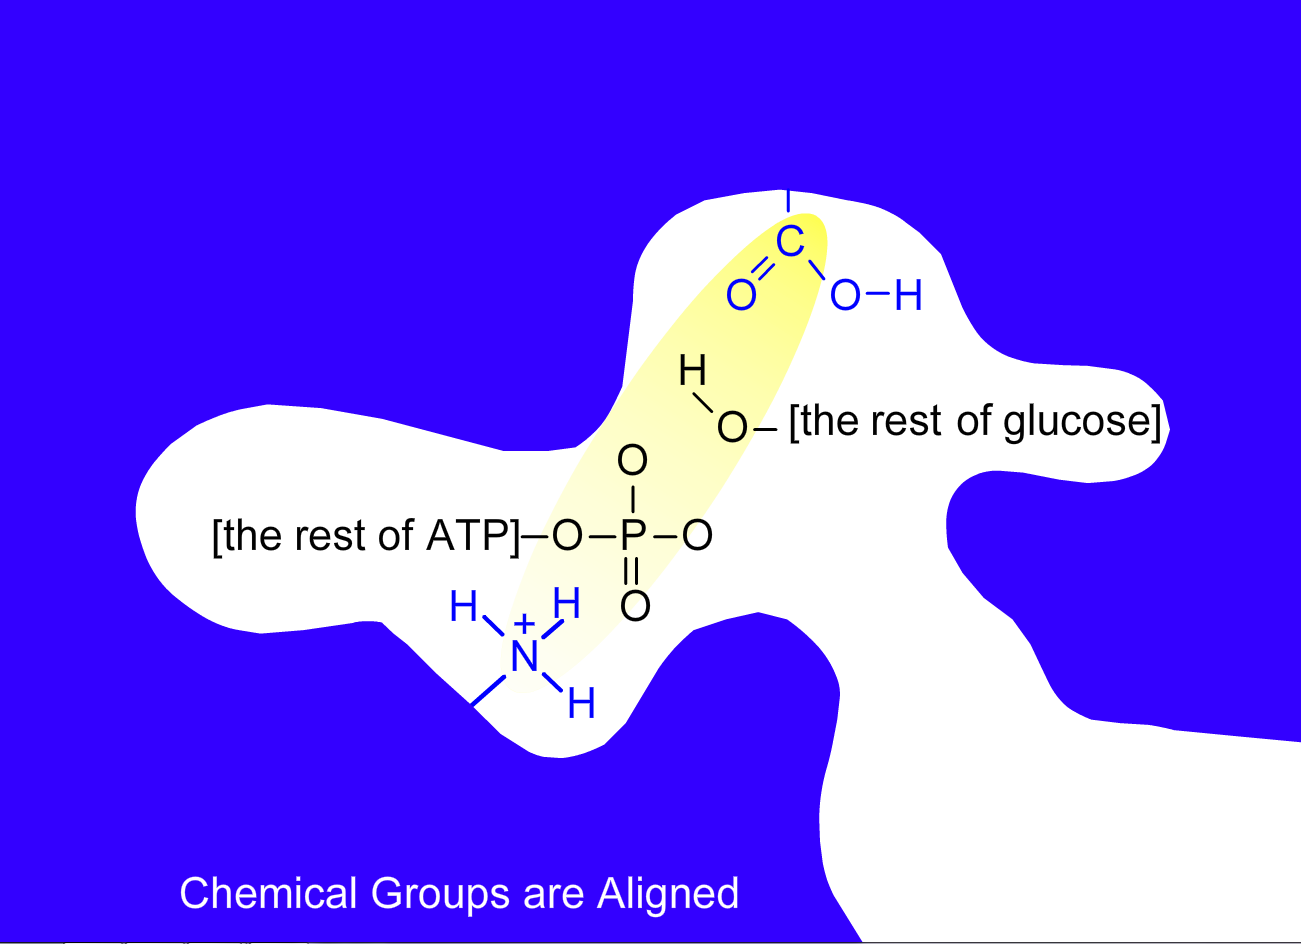 C
O
O–H
H
O–[the rest of glucose]
O
[the rest of ATP]–O–P–O
O
H
H
+
N
H
Chemical Groups are Aligned